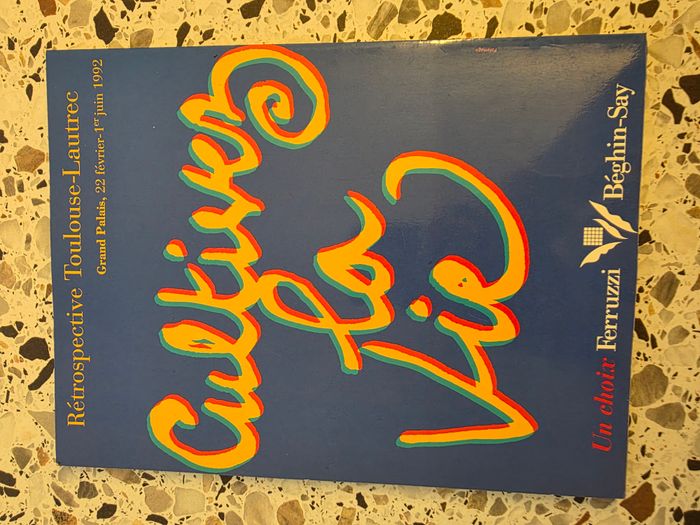 Rétrospective Toulouse-Lautrec
Grand Palais, 22 février-1er juin 1992
Cultiver
la
Vie
Un choix Ferruzzi Béghin-Say